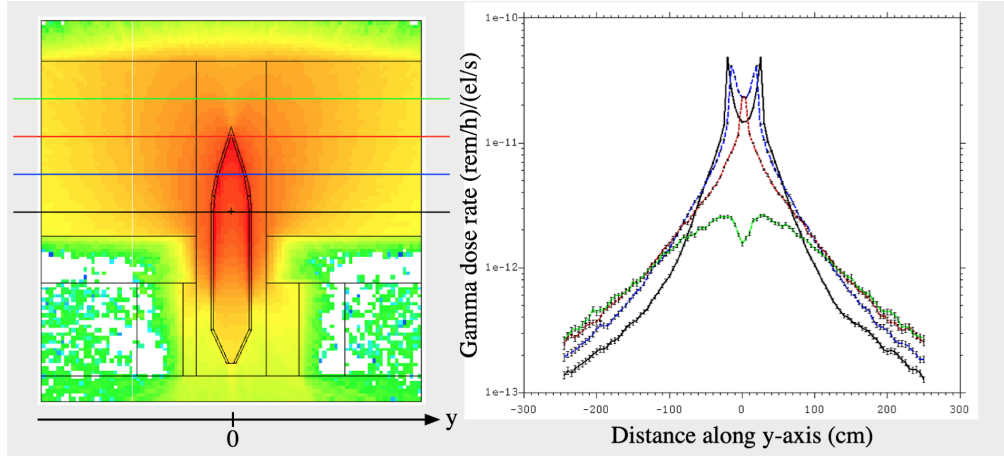 y
0
Gamma dose rate (rem/h)/(el/s)
1e-10
1e-11
1e-12
1e-13
-300 -200 -100 0 100 200 300
Distance along y-axis (cm)